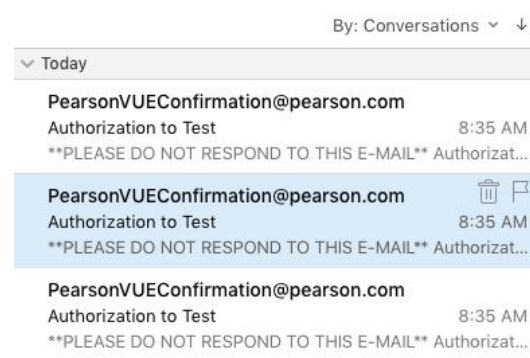 By: Conversations
Today
PearsonVUEConfirmation@pearson.com
Authorization to Test 8:35 AM
**PLEASE DO NOT RESPOND TO THIS E-MAIL** Authorizat...
PearsonVUEConfirmation@pearson.com
Authorization to Test 8:35 AM
**PLEASE DO NOT RESPOND TO THIS E-MAIL** Authorizat...
PearsonVUEConfirmation@pearson.com
Authorization to Test 8:35 AM
**PLEASE DO NOT RESPOND TO THIS E-MAIL** Authorizat...